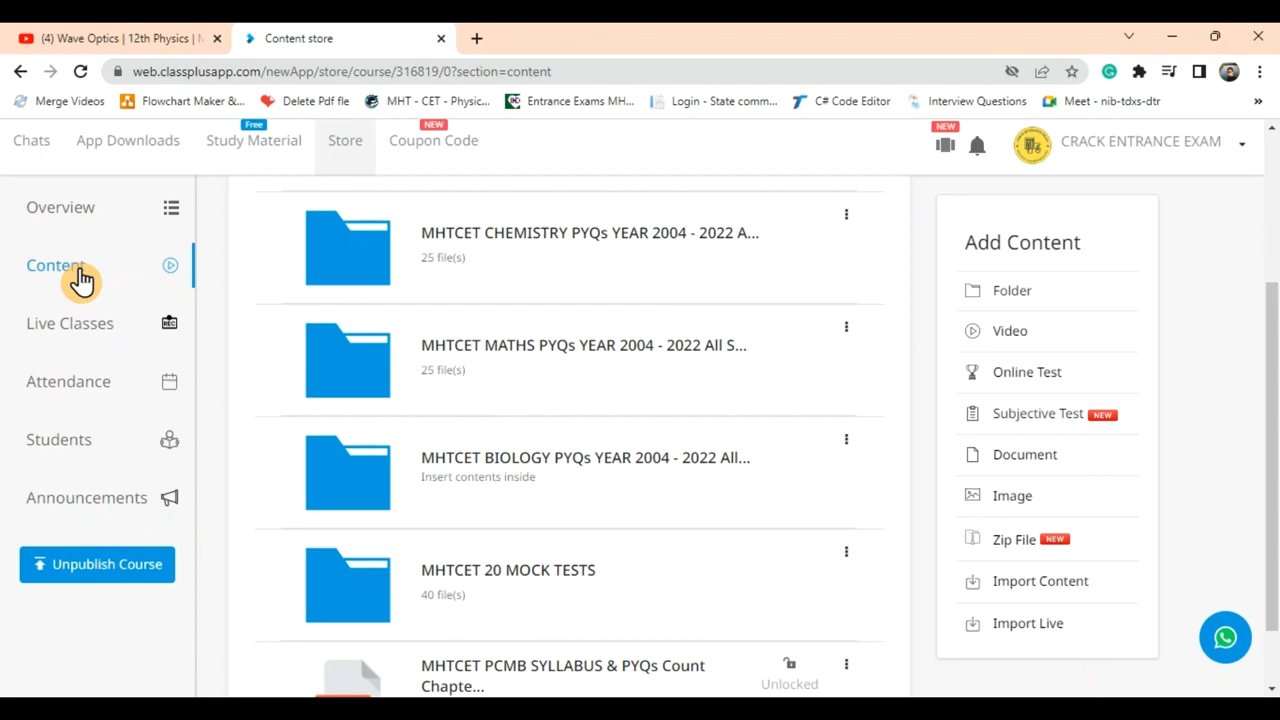 (4) Wave Optics | 12th Physics |
Content store
web.classplusapp.com/newApp/store/course/316819/0?section=content
Merge Videos
Flowchart Maker &...
Delete Pdf file
MHT - CET - Physic...
Entrance Exams MH...
Login - State comm...
C# Code Editor
Interview Questions
Meet - nib-tdxs-dtr
»
Chats
App Downloads
Free
Study Material
Store
NEW
Coupon Code
NEW
CRACK ENTRANCE EXAM
Overview
Content
Live Classes
REC
Attendance
Students
Announcements
Unpublish Course
MHTCET CHEMISTRY PYQs YEAR 2004 - 2022 A...
25 file(s)
MHTCET MATHS PYQs YEAR 2004 - 2022 All S...
25 file(s)
MHTCET BIOLOGY PYQs YEAR 2004 - 2022 All...
Insert contents inside
MHTCET 20 MOCK TESTS
40 file(s)
MHTCET PCMB SYLLABUS & PYQs Count
Chapte...
Unlocked
Add Content
Folder
Video
Online Test
Subjective Test NEW
Document
Image
Zip File NEW
Import Content
Import Live